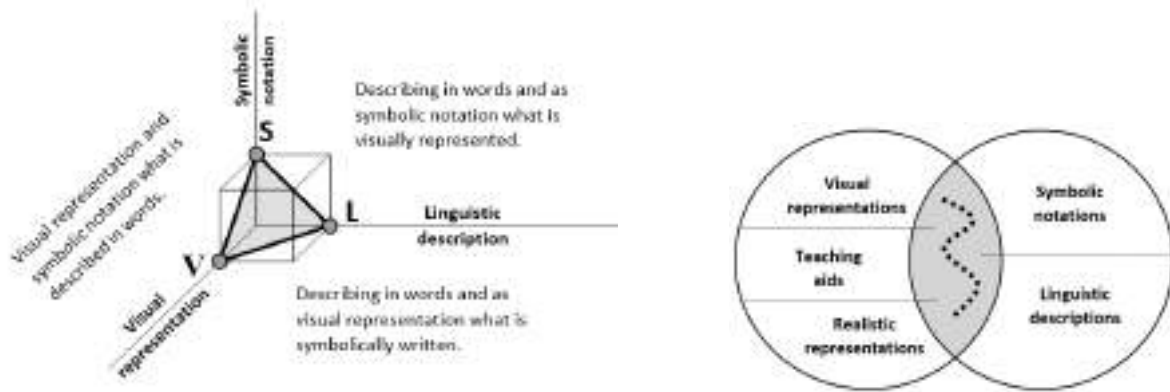 Symbolic
notation
S
Describing in words and as
symbolic notation what is
visually represented.
Visual representation and
symbolic notation what is
described in words.
L
Linguistic
description
V
Visual
representation
Describing in words and as
visual representation what is
symbolically written.
Visual
representations
Teaching
aids
Realistic
representations
Symbolic
notations
Linguistic
descriptions